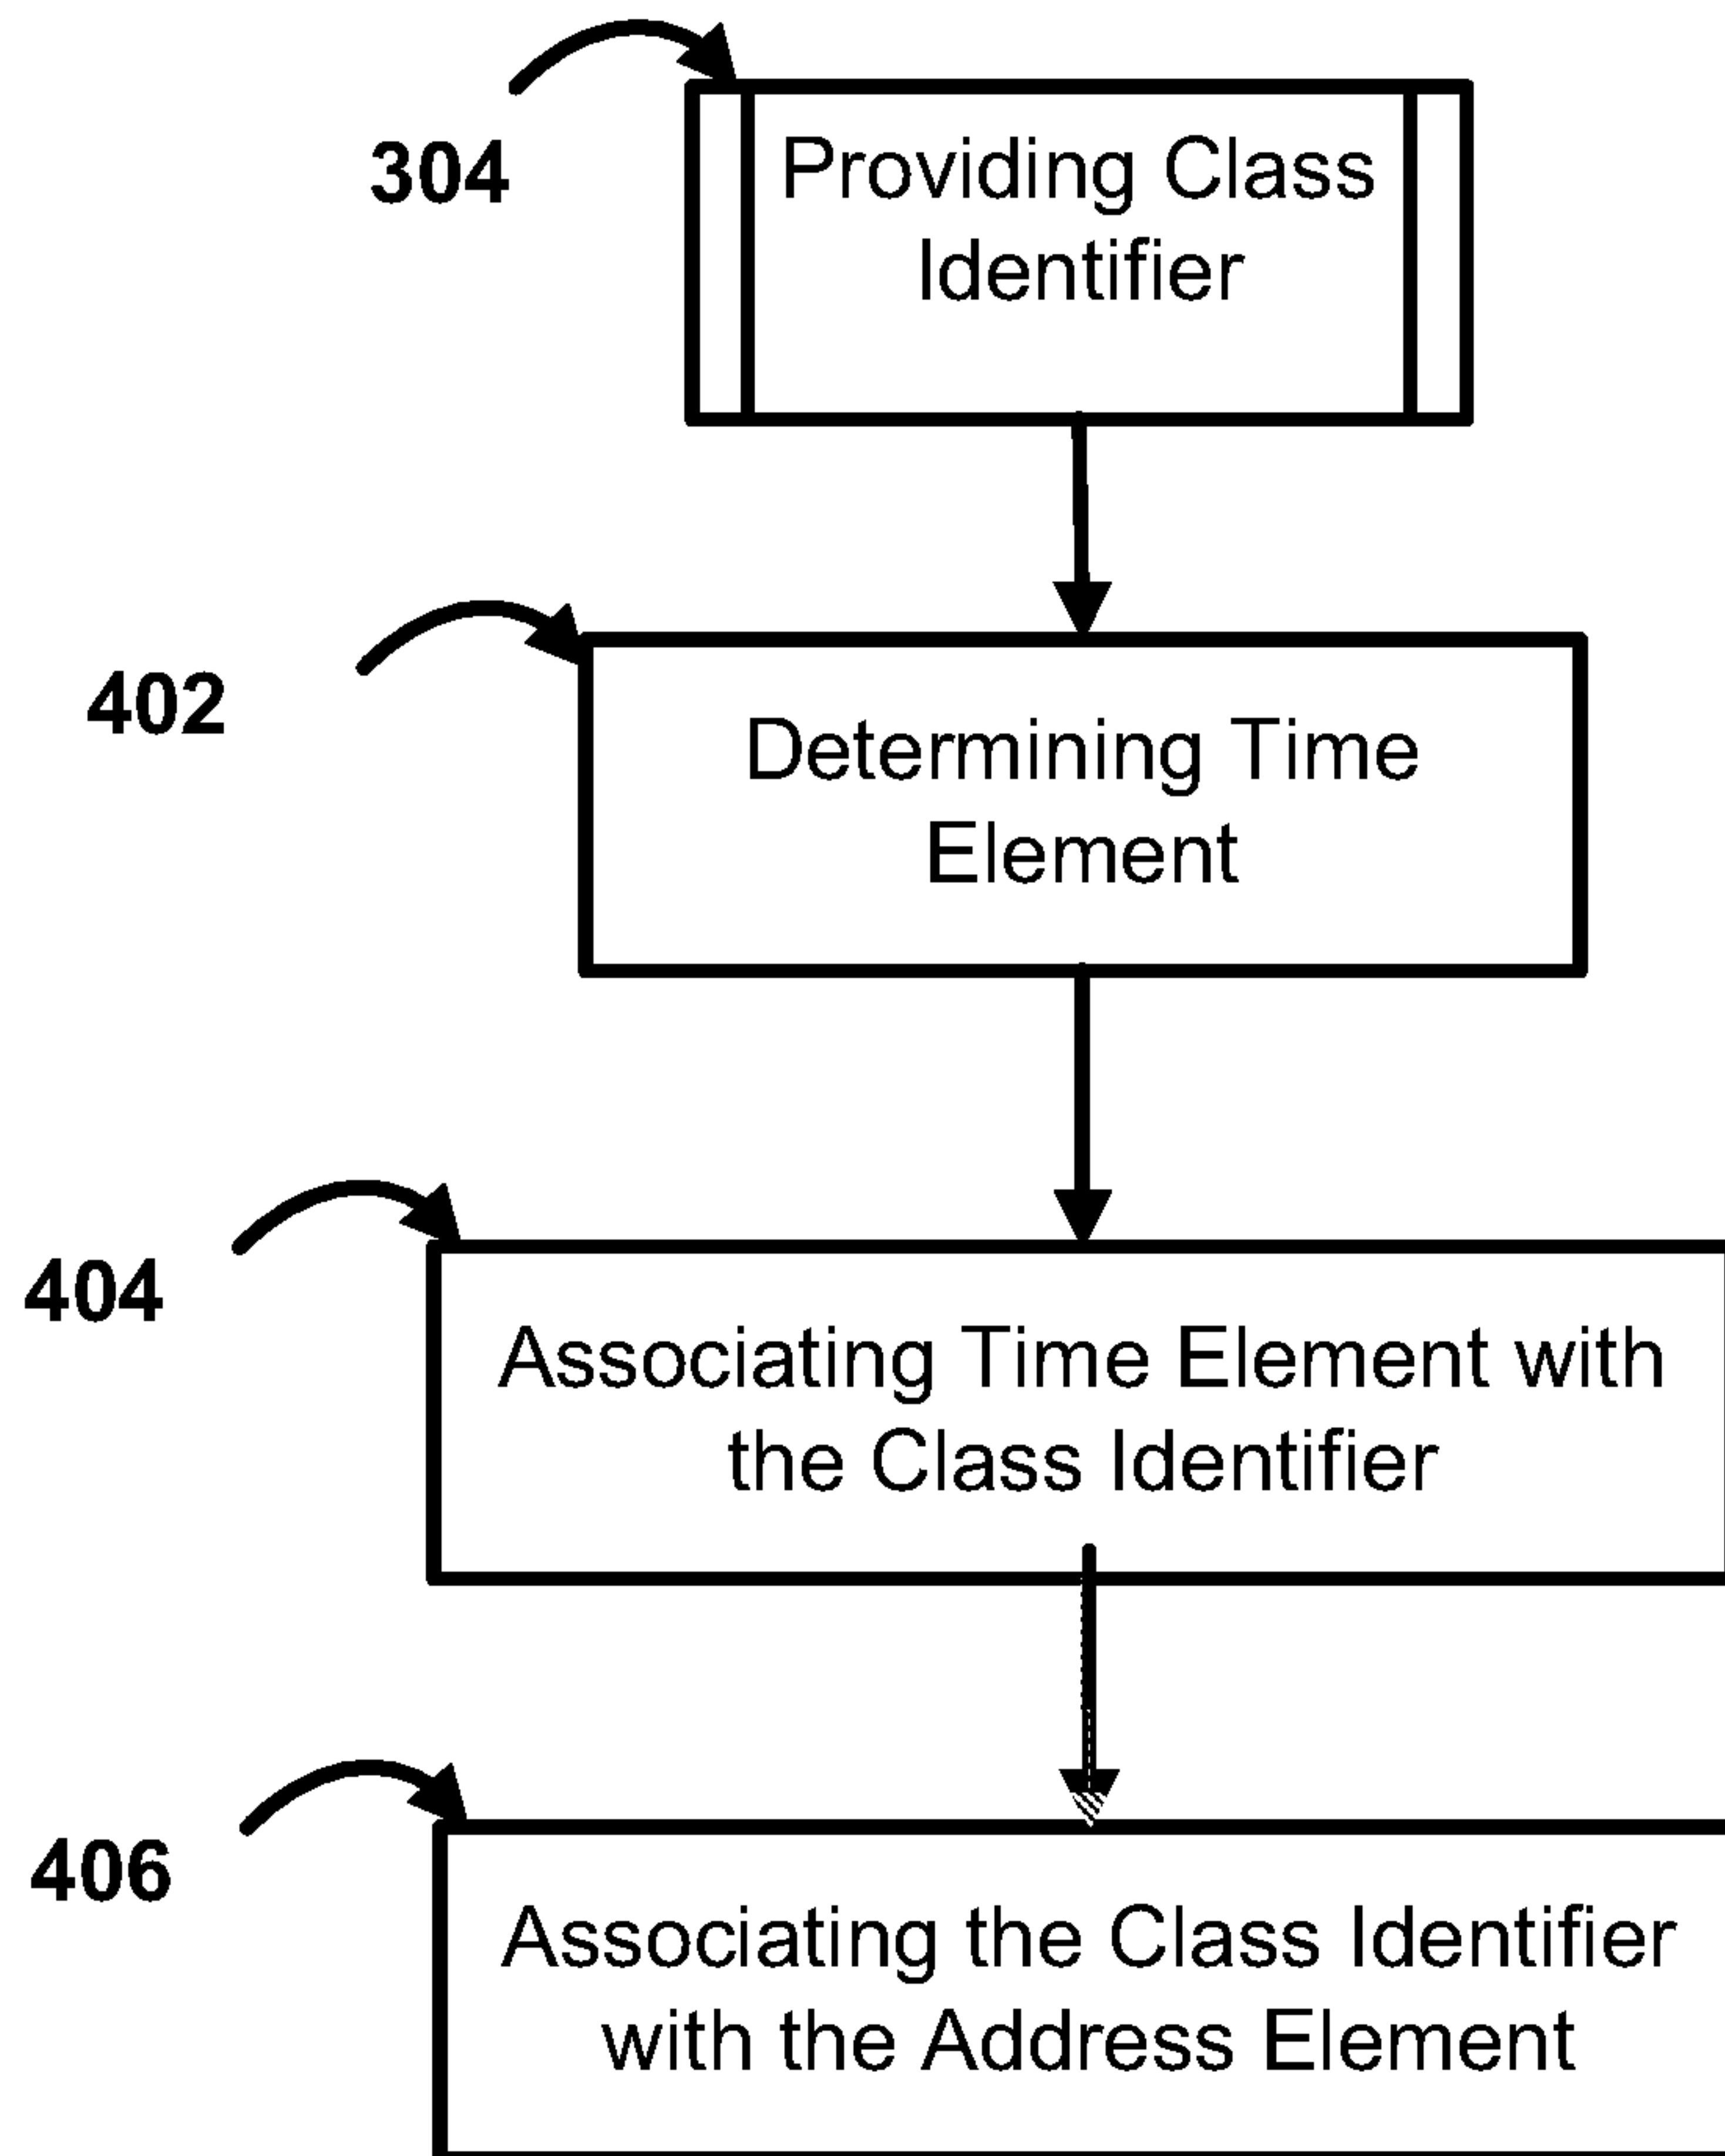 304
Providing Class
Identifier
402
Determining Time
Element
404
Associating Time Element with
the Class Identifier
406
Associating the Class Identifier
with the Address Element